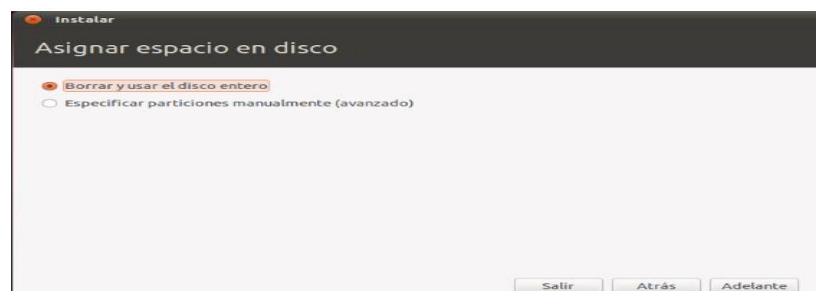 Instalar
Asignar espacio en disco
Borrar y usar el disco entero
Especificar particiones manualmente (avanzado)
Salir Atrás Adelante